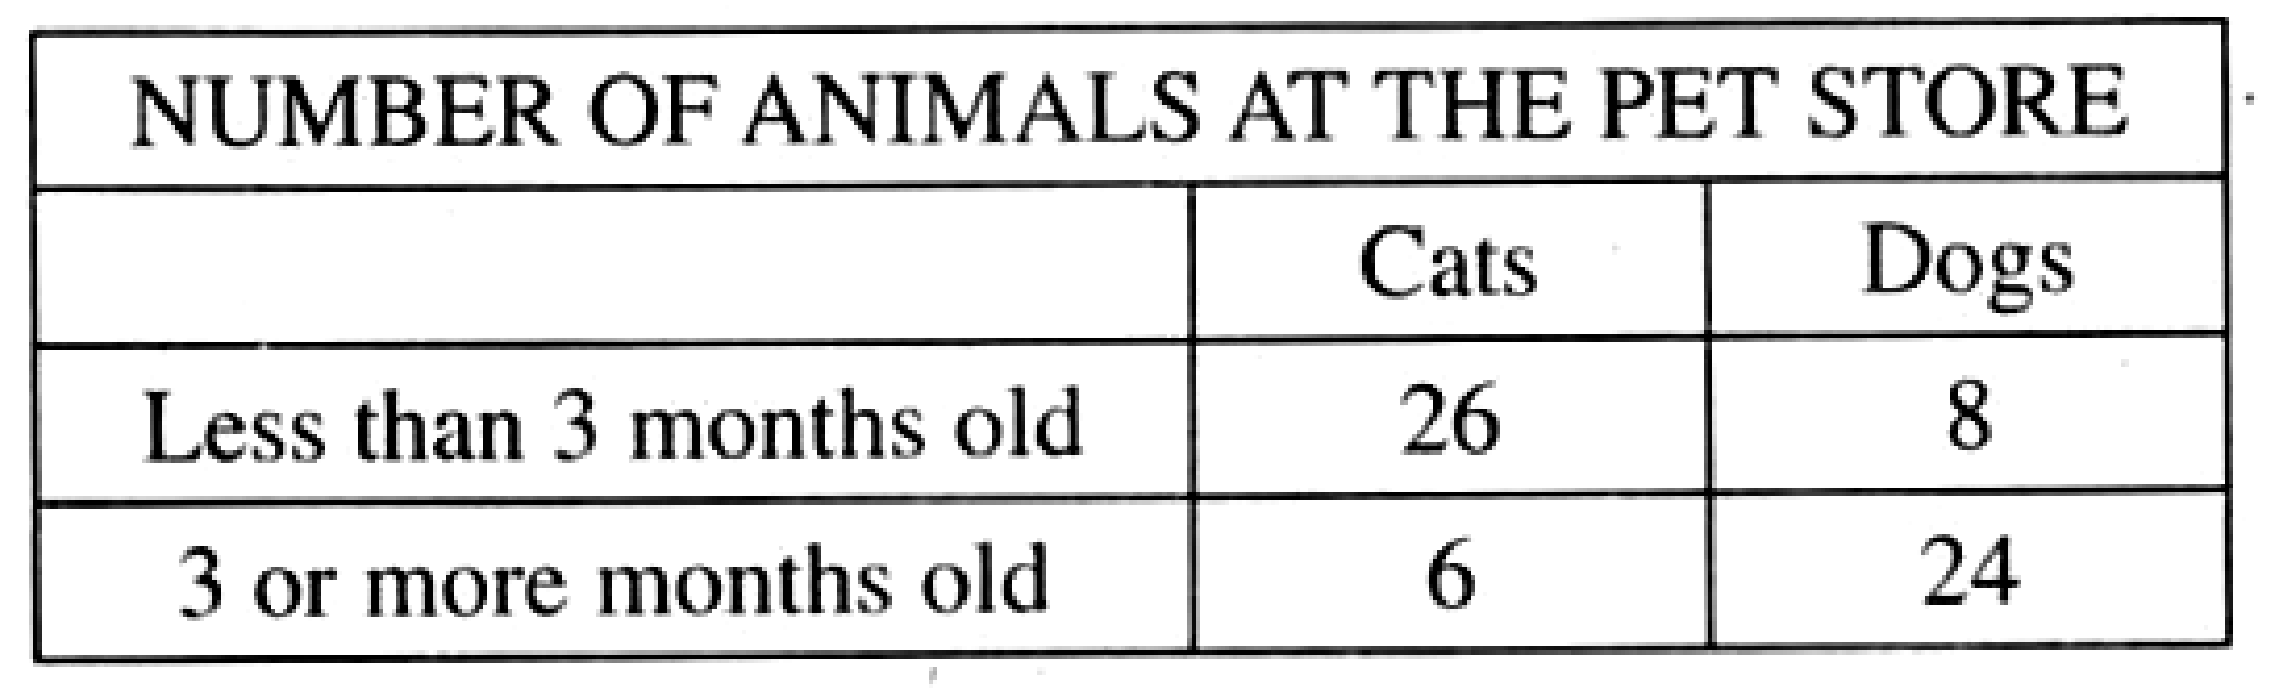 NUMBER OF ANIMALS AT THE PET STORE
Cats Dogs
Less than 3 months old 26 8
3 or more months old 6 24